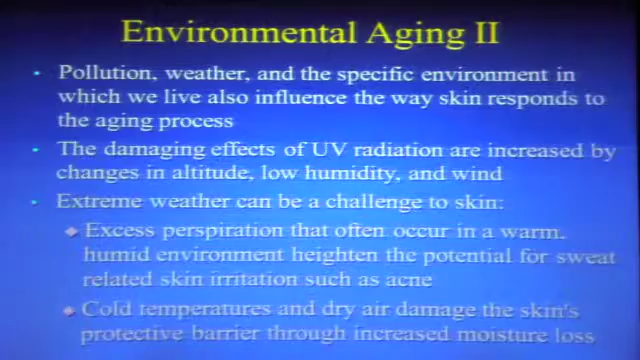 Environmental Aging II
• Pollution, weather, and the specific environment in
which we live also influence the way skin responds to
the aging process
• The damaging effects of UV radiation are increased by
changes in altitude, low humidity, and wind
• Extreme weather can be a challenge to skin:
◆ Excess perspiration that often occur in a warm,
humid environment heighten the potential for sweat
related skin irritation such as acne
◆ Cold temperatures and dry air damage the skin's
protective barrier through increased moisture loss